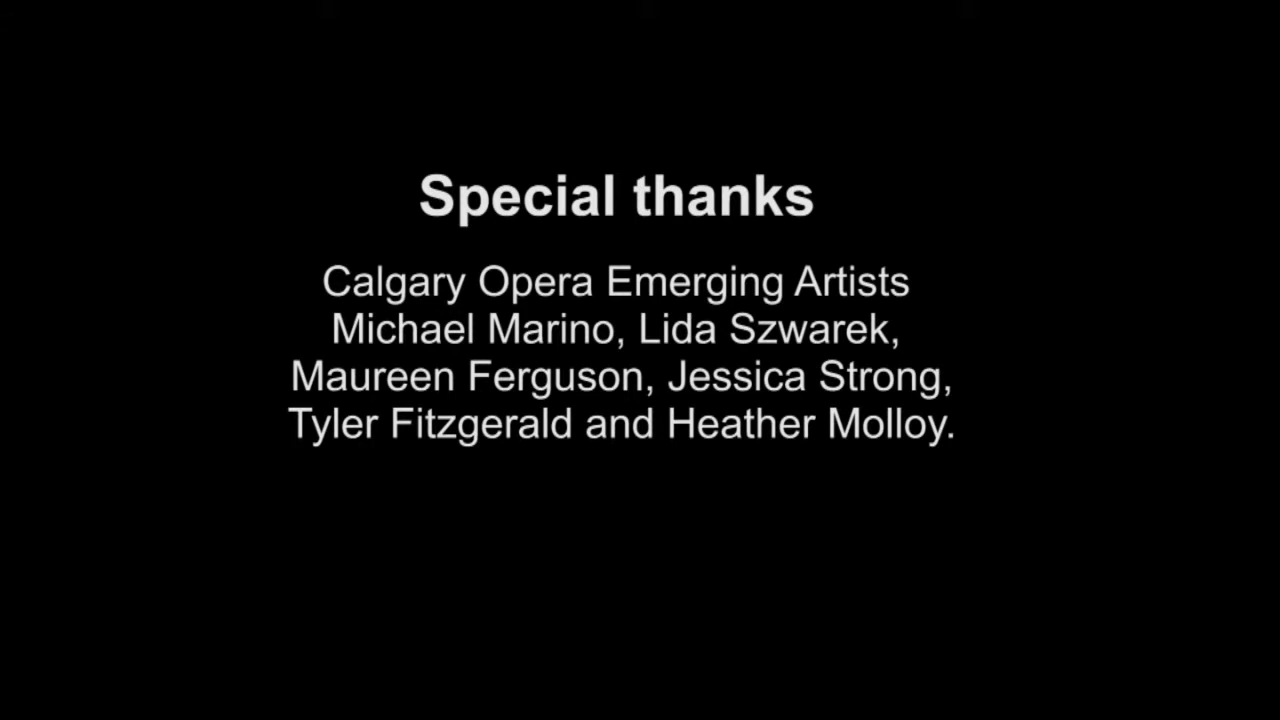 Special thanks
Calgary Opera Emerging Artists
Michael Marino, Lida Szwarek,
Maureen Ferguson, Jessica Strong,
Tyler Fitzgerald and Heather Molloy.